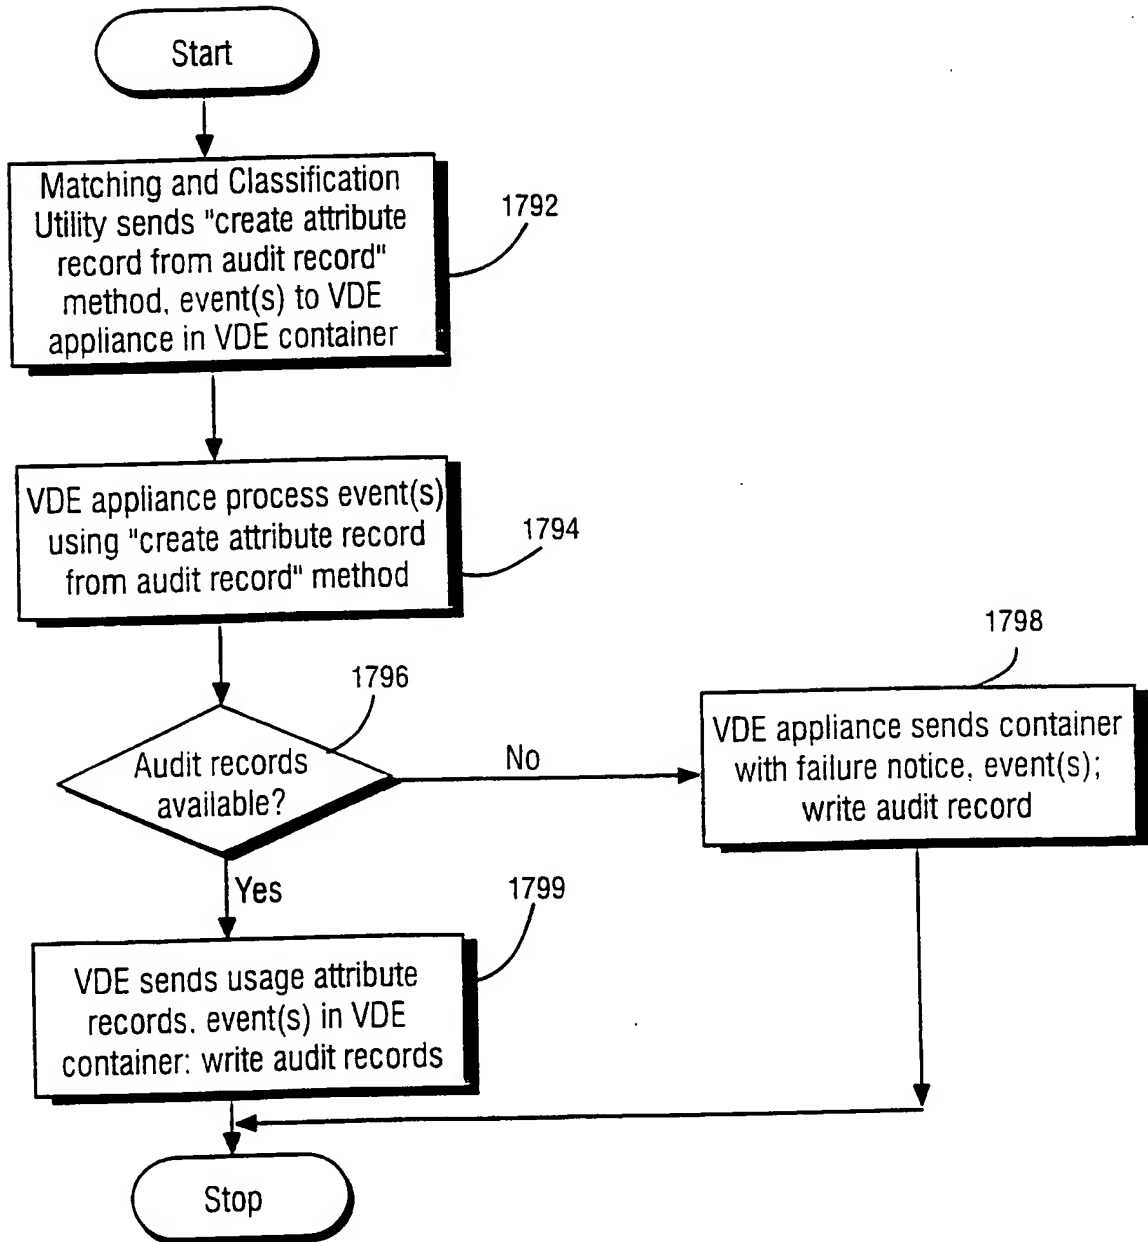 Start
Matching and Classification
Utility sends "create attribute
record from audit record"
method, event(s) to VDE
appliance in VDE container
1792
VDE appliance process event(s)
using "create attribute record
from audit record" method
1794
1796
Audit records
available?
No
1798
VDE appliance sends container
with failure notice, event(s);
write audit record
Yes
1799
VDE sends usage attribute
records, event(s) in VDE
container: write audit records
Stop